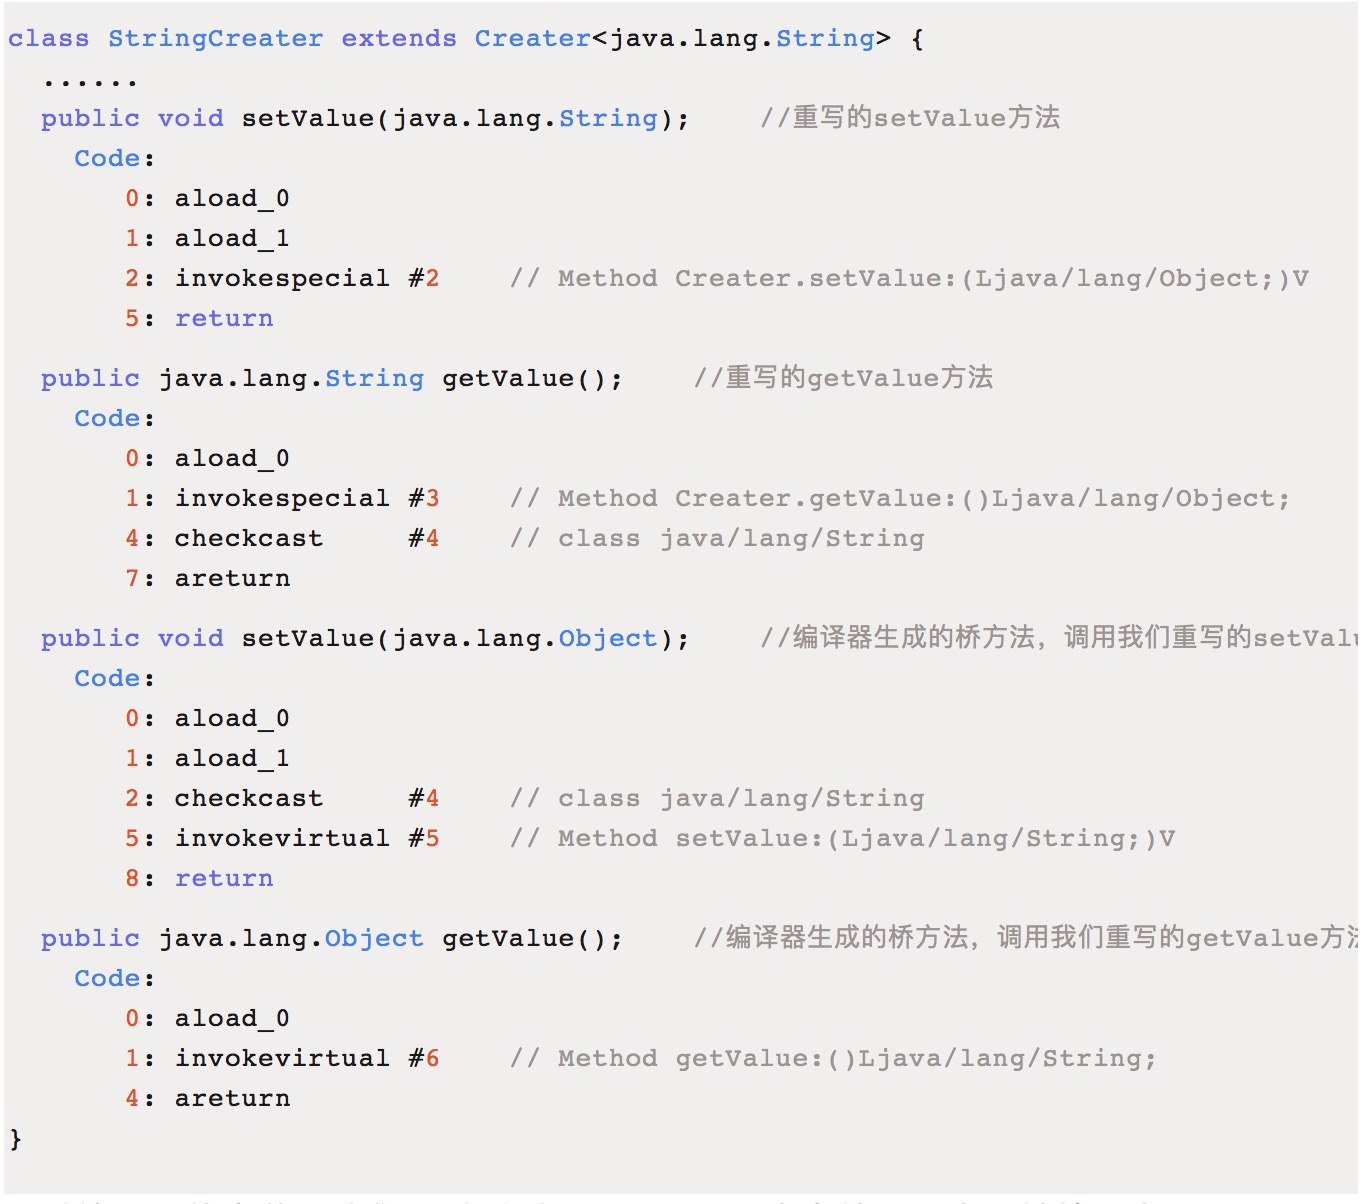 class StringCreater extends Creater<java.lang.String> {
......
public void setValue(java.lang.String); //重写的setValue方法
Code:
0: aload_0
1: aload_1
2: invokespecial #2 // Method Creater.setValue:(Ljava/lang/Object;)V
5: return
public java.lang.String getValue(); //重写的getValue方法
Code:
0: aload_0
1: invokespecial #3 // Method Creater.getValue:()Ljava/lang/Object;
4: checkcast #4 // class java/lang/String
7: areturn
public void setValue(java.lang.Object); //编译器生成的桥方法，调用我们重写的setValu
Code:
0: aload_0
1: aload_1
2: checkcast #4 // class java/lang/String
5: invokevirtual #5 // Method setValue:(Ljava/lang/String;)V
8: return
public java.lang.Object getValue(); //编译器生成的桥方法，调用我们重写的getValue方法
Code:
0: aload_0
1: invokevirtual #6 // Method getValue:()Ljava/lang/String;
4: areturn
}